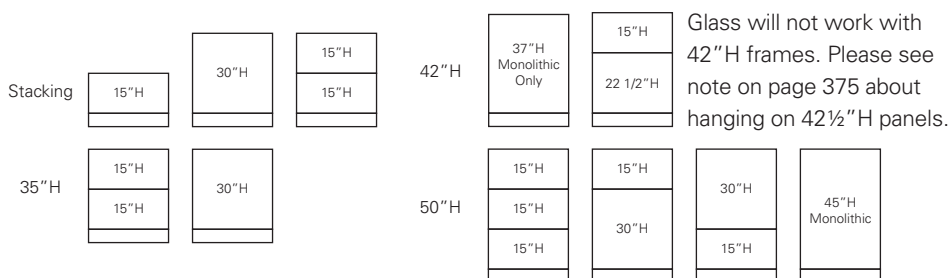 Stacking
15"H
30"H
15"H
15"H
35"H
15"H
15"H
30"H
42"H
37"H
Monolithic
Only
15"H
22 1/2"H
Glass will not work with
42"H frames. Please see
note on page 375 about
hanging on 42½"H panels.
50"H
15"H
15"H
15"H
15"H
30"H
30"H
15"H
45"H
Monolithic